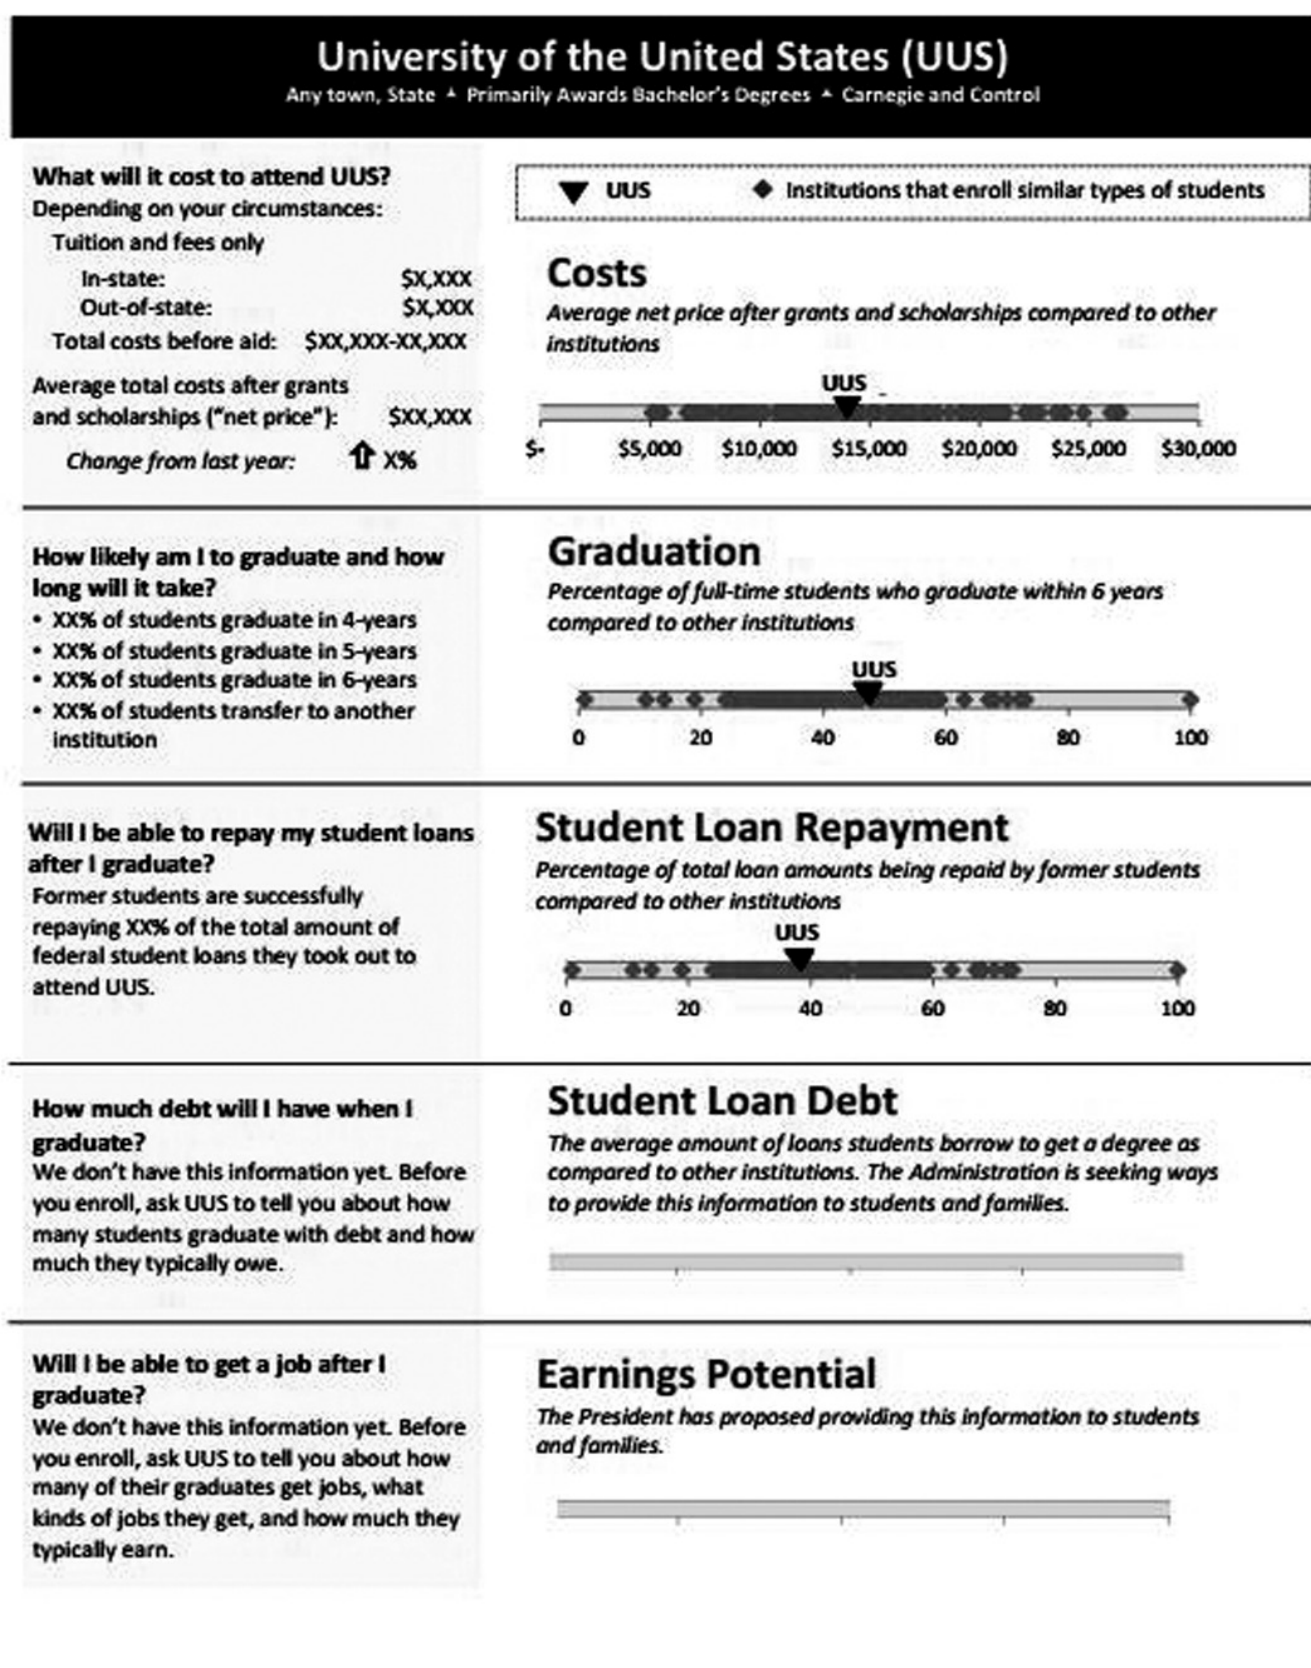 University of the United States (UUS)
Any town, State ▲ Primarily Awards Bachelor's Degrees ▲ Carnegie and Control
What will it cost to attend UUS?
Depending on your circumstances:
Tuition and fees only
In-state: $X,XXX
Out-of-state: $X,XXX
Total costs before aid: $XX,XXX-XX,XXX
Average total costs after grants
and scholarships ("net price"): $XX,XXX
Change from last year: X%
▼ UUS ◆ Institutions that enroll similar types of students
Costs
Average net price after grants and scholarships compared to other
institutions
UUS
$- $5,000 $10,000 $15,000 $20,000 $25,000 $30,000
How likely am I to graduate and how
long will it take?
• XX% of students graduate in 4-years
• XX% of students graduate in 5-years
• XX% of students graduate in 6-years
• XX% of students transfer to another
institution
Graduation
Percentage of full-time students who graduate within 6 years
compared to other institutions
UUS
0 20 40 60 80 100
Will I be able to repay my student loans
after I graduate?
Former students are successfully
repaying XX% of the total amount of
federal student loans they took out to
attend UUS.
Student Loan Repayment
Percentage of total loan amounts being repaid by former students
compared to other institutions
UUS
0 20 40 60 80 100
How much debt will I have when I
graduate?
We don't have this information yet. Before
you enroll, ask UUS to tell you about how
many students graduate with debt and how
much they typically owe.
Student Loan Debt
The average amount of loans students borrow to get a degree as
compared to other institutions. The Administration is seeking ways
to provide this information to students and families.
Will I be able to get a job after I
graduate?
We don't have this information yet. Before
you enroll, ask UUS to tell you about how
many of their graduates get jobs, what
kinds of jobs they get, and how much they
typically earn.
Earnings Potential
The President has proposed providing this information to students
and families.